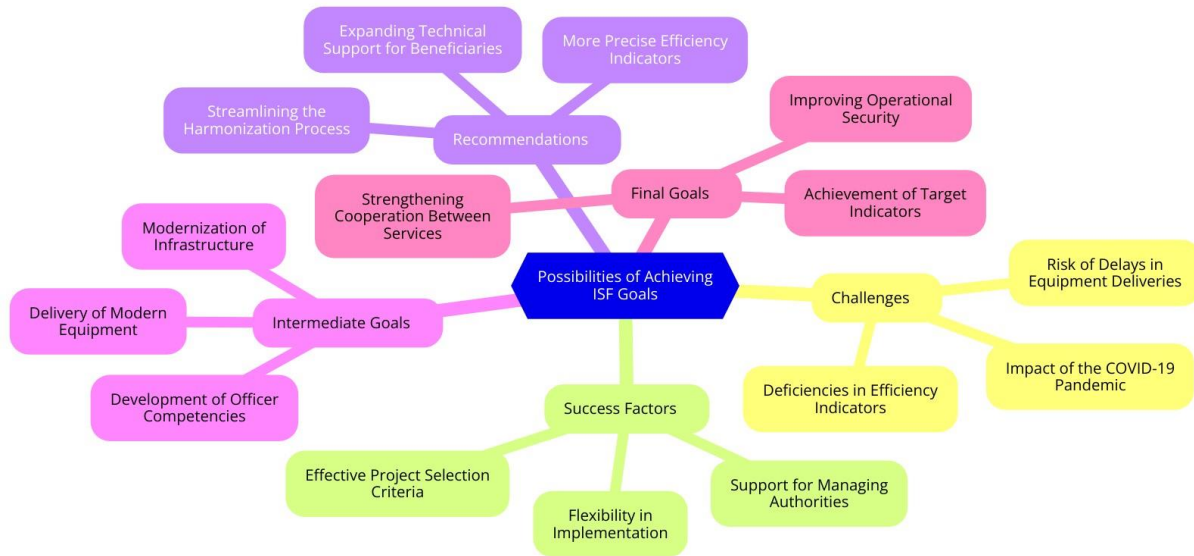 Expanding Technical
Support for Beneficiaries
More Precise Efficiency
Indicators
Streamlining the
Harmonization Process
Recommendations
Improving Operational
Security
Final Goals
Strengthening
Cooperation Between
Services
Achievement of Target
Indicators
Modernization of
Infrastructure
Delivery of Modern
Equipment
Intermediate Goals
Development of Officer
Competencies
Possibilities of Achieving
ISF Goals
Challenges
Risk of Delays in
Equipment Deliveries
Impact of the COVID-19
Pandemic
Deficiencies in Efficiency
Indicators
Success Factors
Effective Project Selection
Criteria
Flexibility in
Implementation
Support for Managing
Authorities